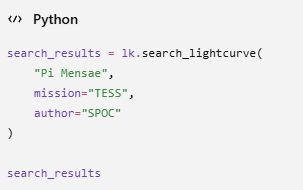 </> Python
search_results = lk.search_lightcurve(
    "Pi Mensae",
    mission="TESS",
    author="SPOC"
)
search_results